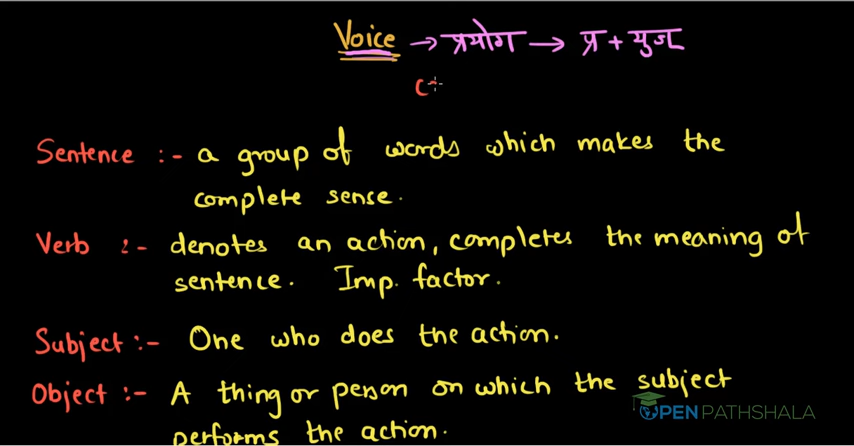 Voice → प्रयोग → प्र + युज्
C
Sentence :- a group of words which makes the
complete sense.
Verb :- denotes an action, completes the meaning of
sentence. Imp. factor.
Subject :- One who does the action.
Object :- A thing or person on which the subject
performs the action.
OPENPATHSHALA